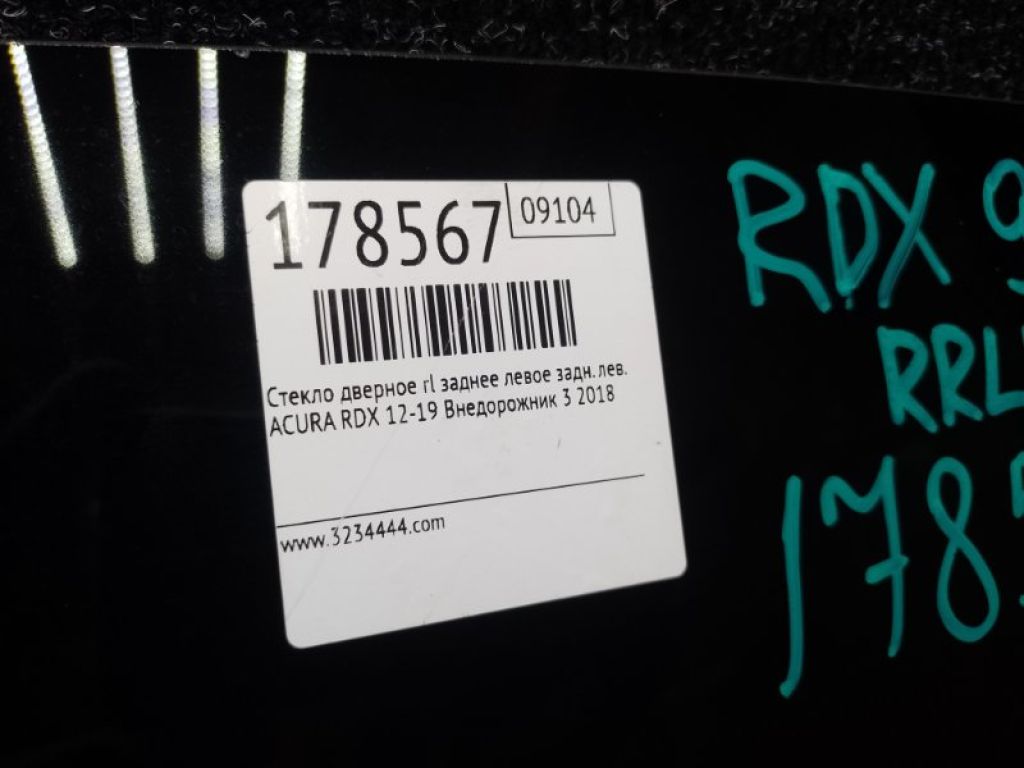 178567
09104
Стекло дверное rl заднее левое задн. лев.
ACURA RDX 12-19 Внедорожник 3 2018
www.3234444.com
RDX
RRL
178